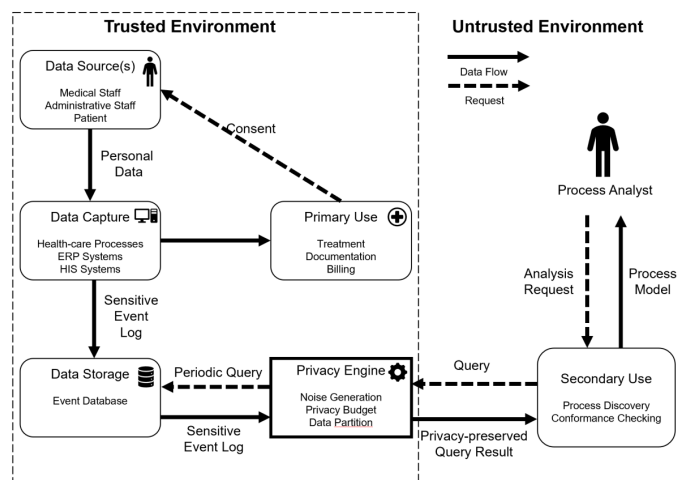 Trusted Environment
Untrusted Environment
Data Source(s)
Medical Staff
Administrative Staff
Patient
Data Flow
Request
Consent
Personal
Data
Process Analyst
Data Capture
Health-care Processes
ERP Systems
HIS Systems
Primary Use
Treatment
Documentation
Billing
Analysis
Request
Process
Model
Sensitive
Event
Log
Data Storage
Event Database
Periodic Query
Sensitive
Event Log
Privacy Engine
Noise Generation
Privacy Budget
Data Partition
Query
Privacy-preserved
Query Result
Secondary Use
Process Discovery
Conformance Checking